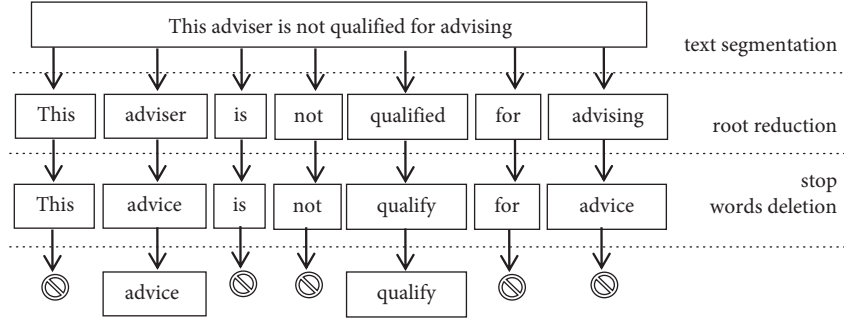 This adviser is not qualified for advising
text segmentation
This adviser is not qualified for advising
root reduction
This advice is not qualify for advice
stop
words deletion
advice qualify